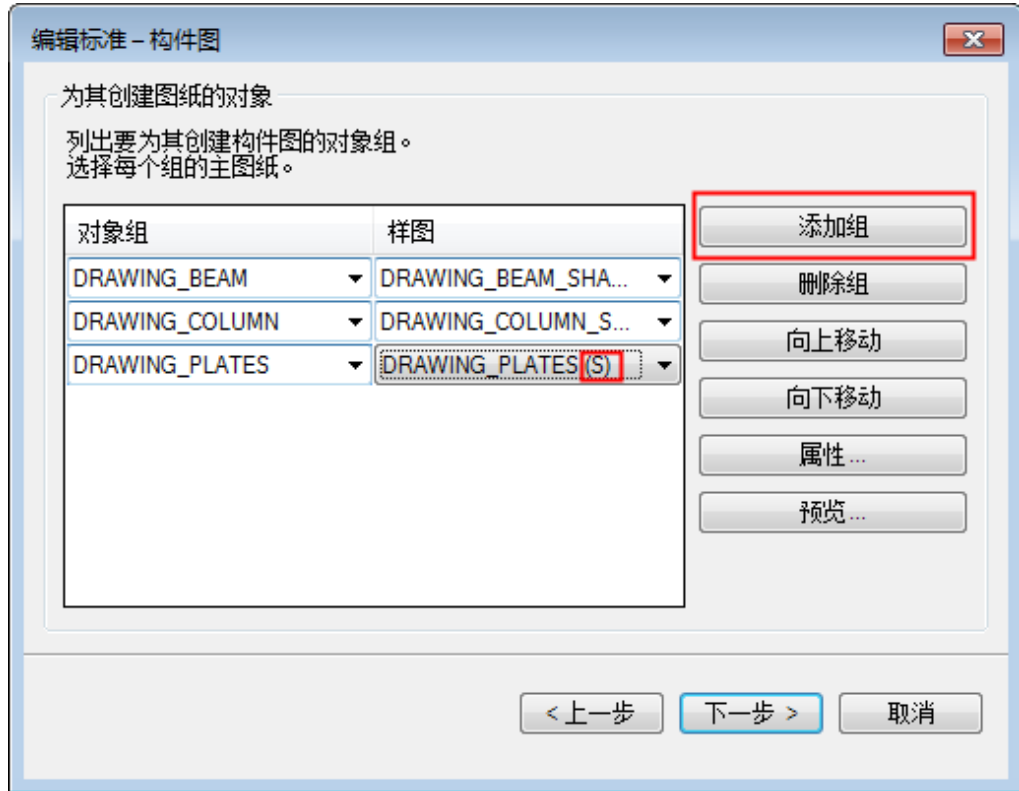 编辑标准 – 构件图
为其创建图纸的对象
列出要为其创建构件图的对象组。
选择每个组的主图纸。
对象组 样图
DRAWING_BEAM DRAWING_BEAM_SHA...
DRAWING_COLUMN DRAWING_COLUMN_S...
DRAWING_PLATES DRAWING_PLATES (S)
添加组
删除组
向上移动
向下移动
属性...
预览...
< 上一步 下一步 > 取消